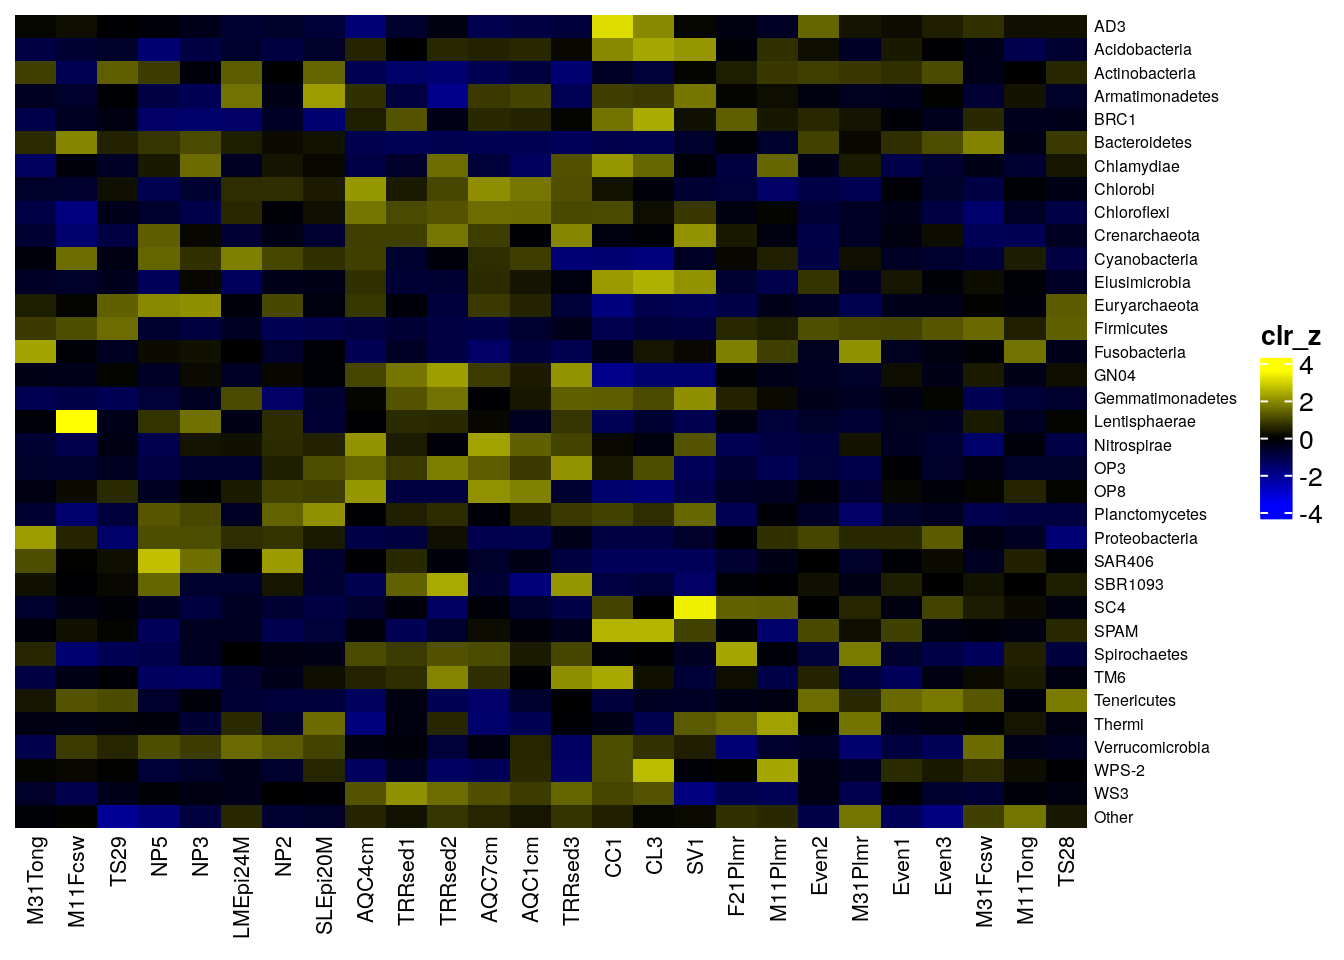 AD3
Acidobacteria
Actinobacteria
Armatimonadetes
BRC1
Bacteroidetes
Chlamydiae
Chlorobi
Chloroflexi
Crenarchaeota
Cyanobacteria
Elusimicrobia
Euryarchaeota
Firmicutes
Fusobacteria
GN04
Gemmatimonadetes
Lentisphaerae
Nitrospirae
OP3
OP8
Planctomycetes
Proteobacteria
SAR406
SBR1093
SC4
SPAM
Spirochaetes
TM6
Tenericutes
Thermi
Verrucomicrobia
WPS-2
WS3
Other
clr_z
4
2
0
-2
-4
M31Tong
M11Fcsw
TS29
NP5
NP3
LMEpi24M
NP2
SLEpi20M
AQC4cm
TRRsed1
TRRsed2
AQC7cm
AQC1cm
TRRsed3
CC1
CL3
SV1
F21Plmr
M11Plmr
Even2
M31Plmr
Even1
Even3
M31Fcsw
M11Tong
TS28